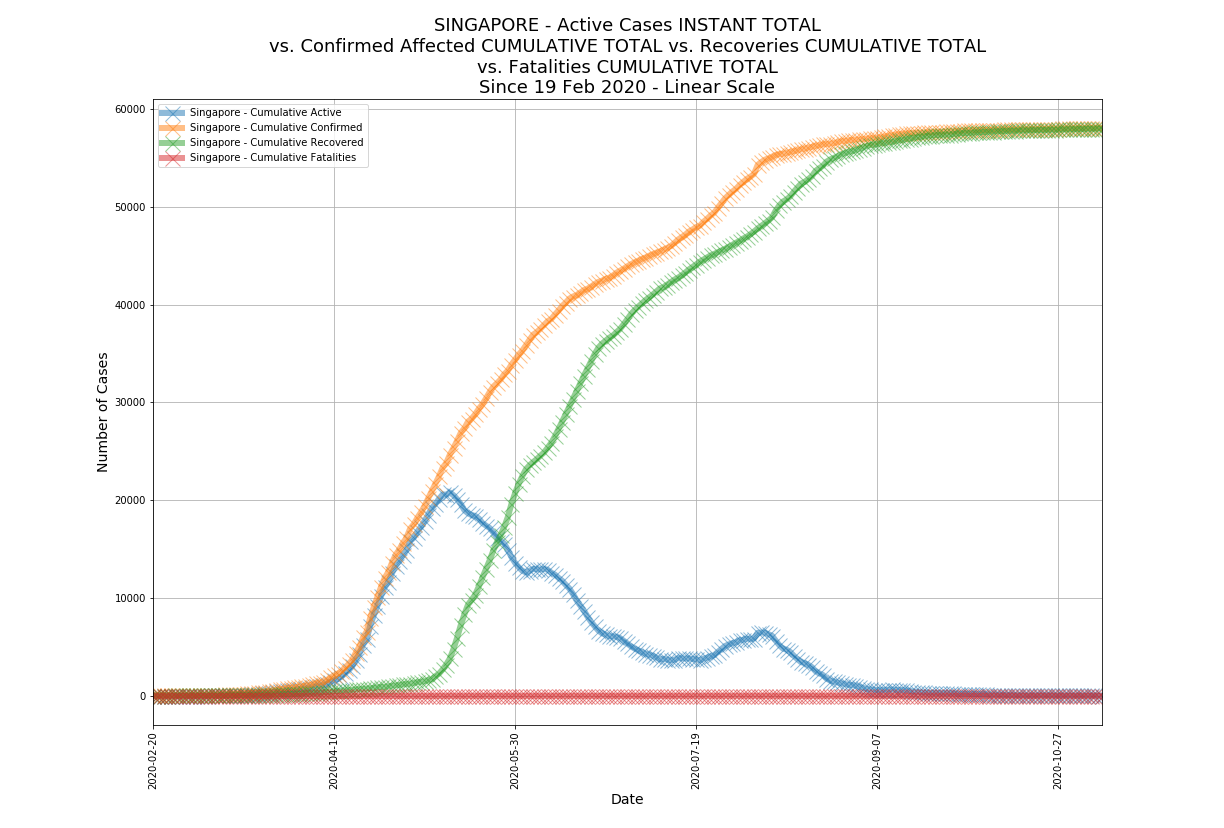 SINGAPORE - Active Cases INSTANT TOTAL
vs. Confirmed Affected CUMULATIVE TOTAL vs. Recoveries CUMULATIVE TOTAL
vs. Fatalities CUMULATIVE TOTAL
Since 19 Feb 2020 - Linear Scale
Singapore - Cumulative Active
Singapore - Cumulative Confirmed
Singapore - Cumulative Recovered
Singapore - Cumulative Fatalities
Number of Cases
60000
50000
40000
30000
20000
10000
0
2020-02-20
2020-04-10
2020-05-30
2020-07-19
2020-09-07
2020-10-27
Date